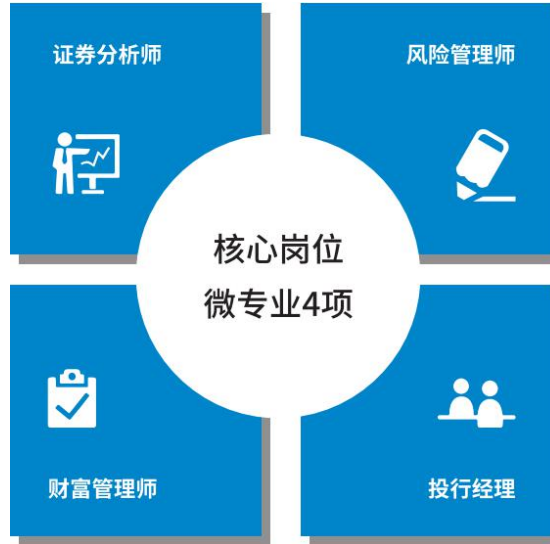 证券分析师
风险管理师
核心岗位
微专业4项
财富管理师
投行经理